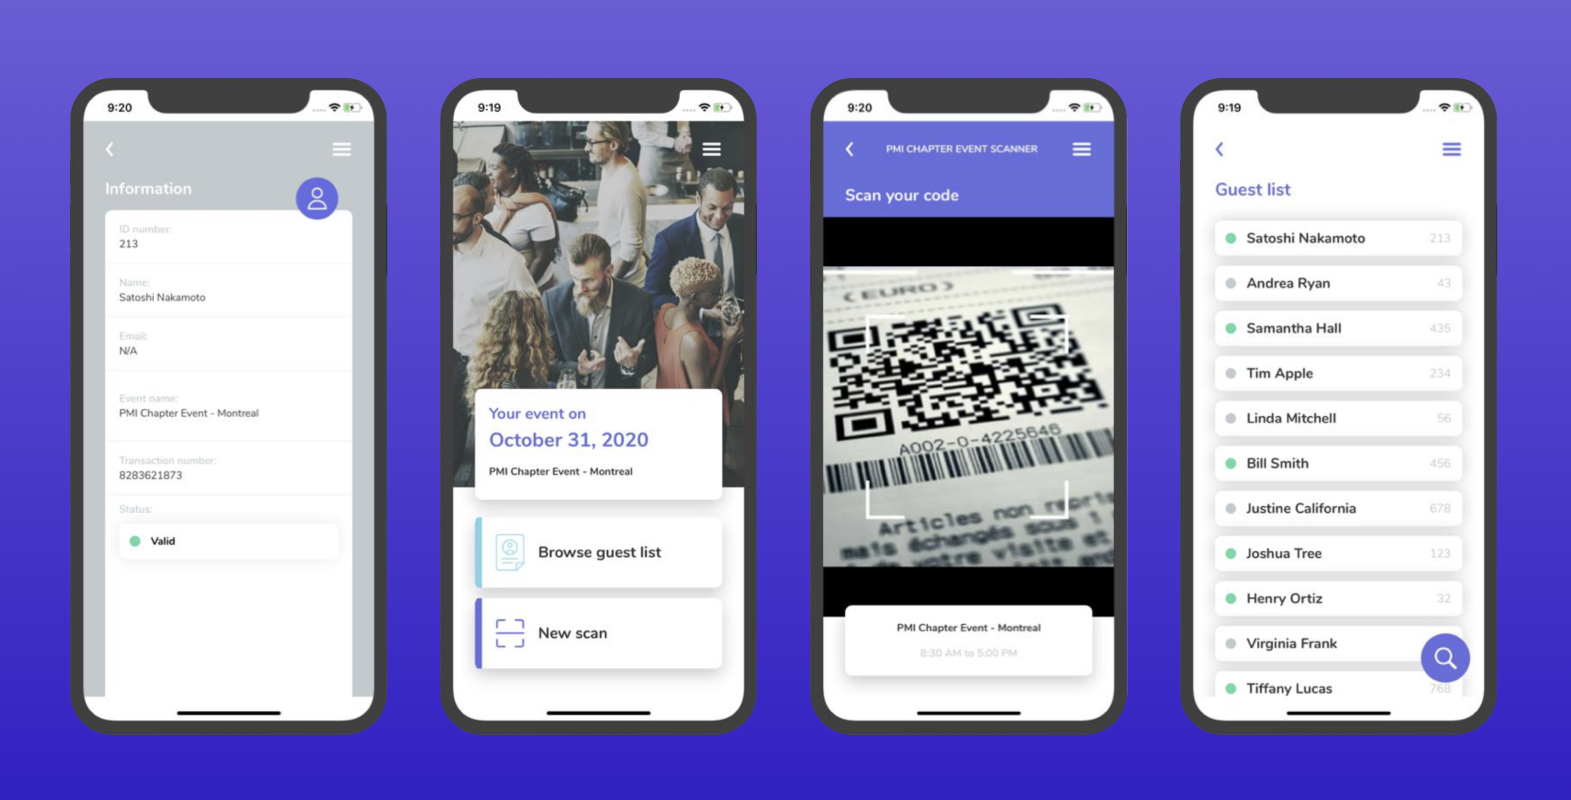 9:20
Information
ID number:
213
Name:
Satoshi Nakamoto
Email:
N/A
Event name:
PMI Chapter Event - Montreal
Transaction number:
8283621873
Status:
Valid
9:19
Your event on
October 31, 2020
PMI Chapter Event - Montreal
Browse guest list
New scan
9:20
PMI CHAPTER EVENT SCANNER
Scan your code
( EURO )
A002-0-4225646
Articles non repris
mais échangés sous 1
votre visite et
PMI Chapter Event - Montreal
8:30 AM to 5:00 PM
9:19
Guest list
Satoshi Nakamoto 213
Andrea Ryan 43
Samantha Hall 435
Tim Apple 234
Linda Mitchell 56
Bill Smith 456
Justine California 678
Joshua Tree 123
Henry Ortiz 32
Virginia Frank
Tiffany Lucas 768